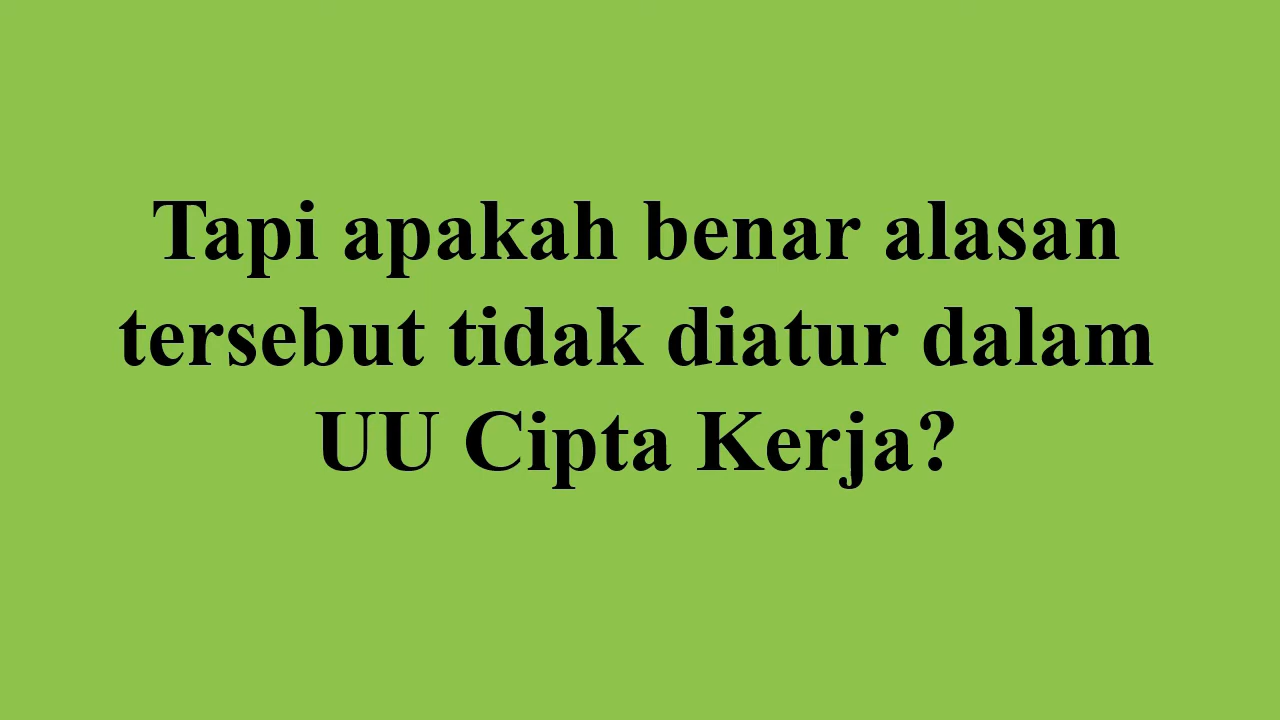 Tapi apakah benar alasan
tersebut tidak diatur dalam
UU Cipta Kerja?